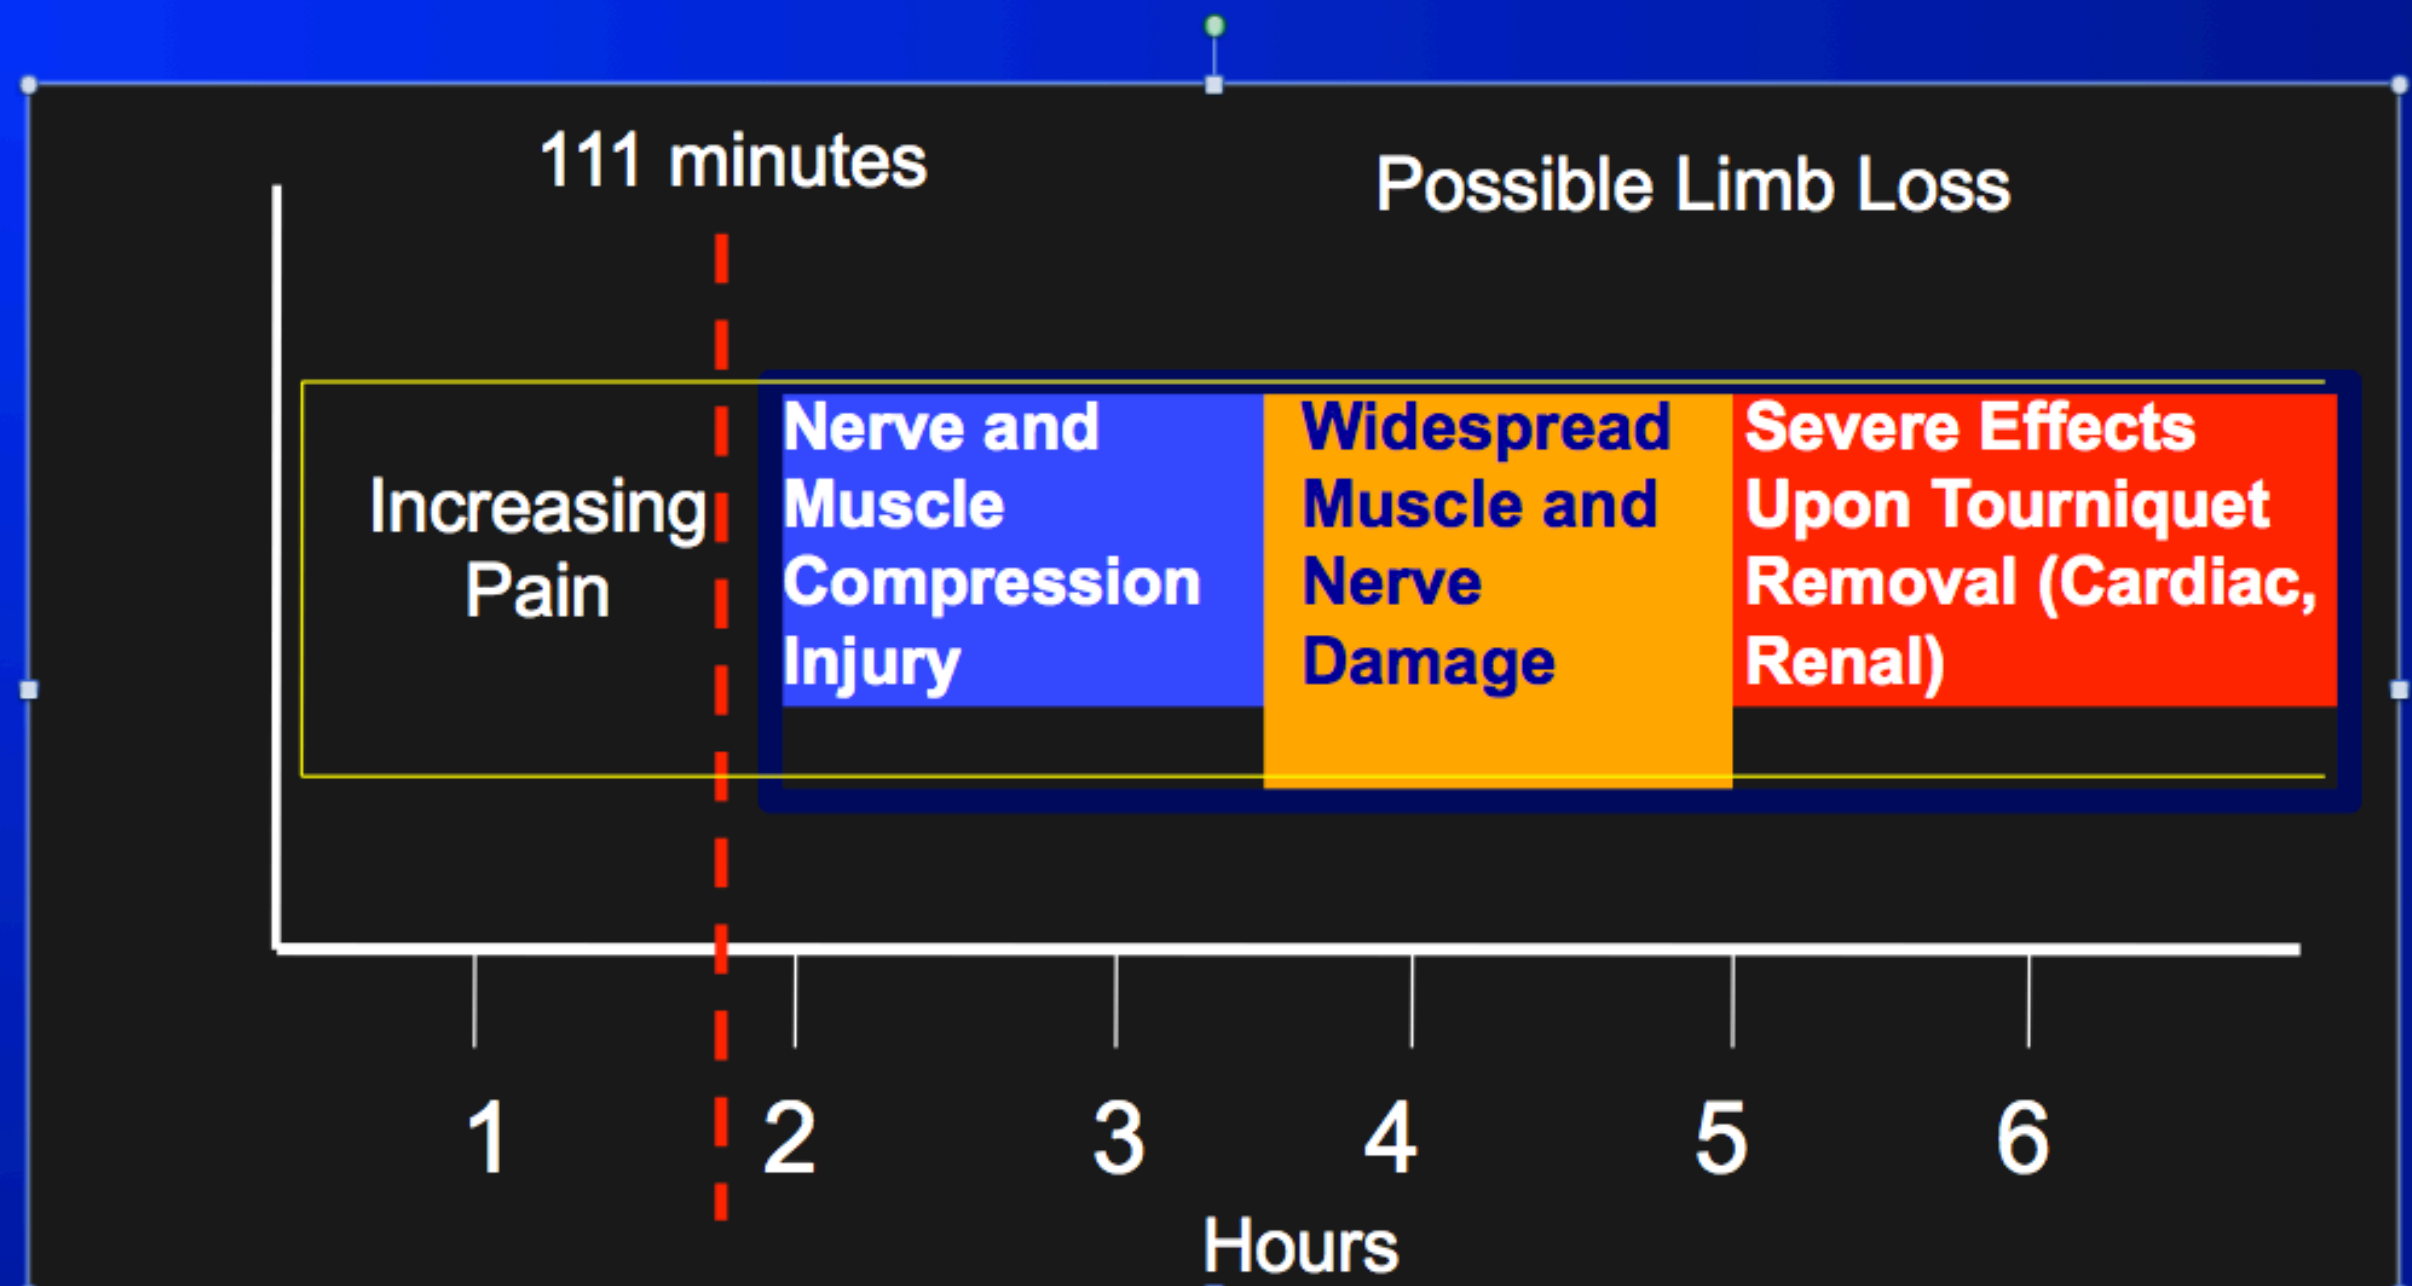 111 minutes
Possible Limb Loss
Increasing
Pain
Nerve and
Muscle
Compression
Injury
Widespread
Muscle and
Nerve
Damage
Severe Effects
Upon Tourniquet
Removal (Cardiac,
Renal)
1 2 3 4 5 6
Hours